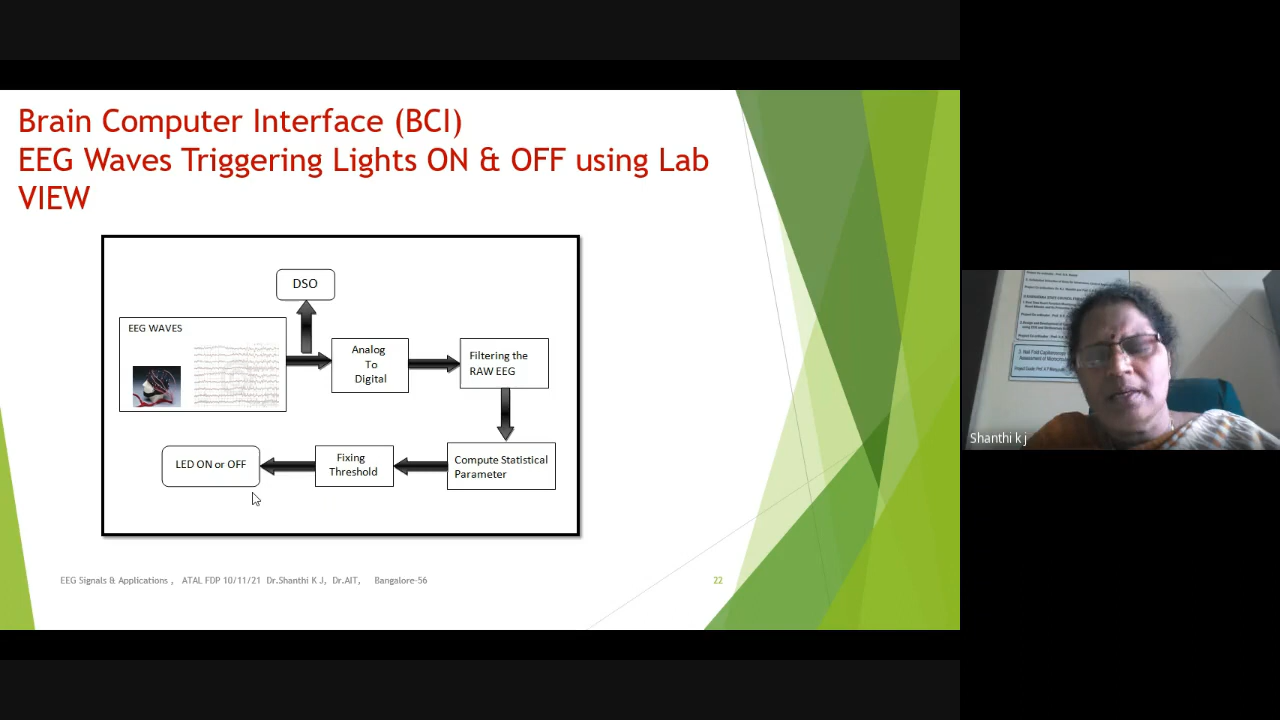 Brain Computer Interface (BCI)
EEG Waves Triggering Lights ON & OFF using Lab
VIEW
DSO
EEG WAVES
Analog
To
Digital
Filtering the
RAW EEG
LED ON or OFF
Fixing
Threshold
Compute Statistical
Parameter
EEG Signals & Applications , ATAL FDP 10/11/21 Dr.Shanthi K J, Dr.AIT, Bangalore-56
22
Shanthi k j